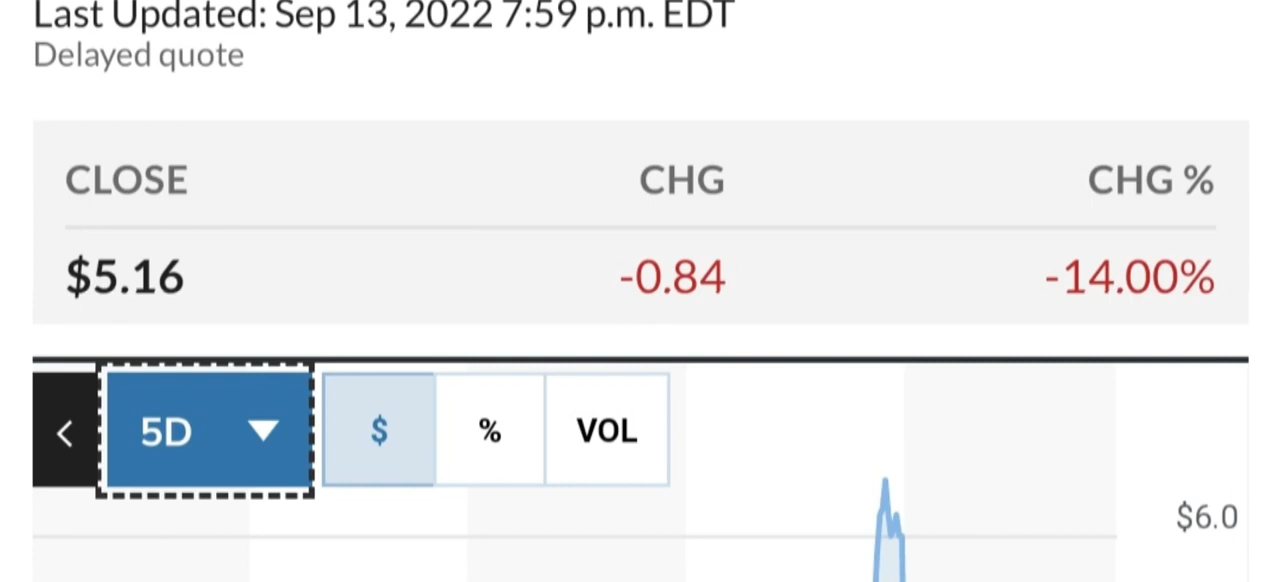 Last Updated: Sep 13, 2022 7:59 p.m. EDT
Delayed quote
CLOSE CHG CHG %
$5.16 -0.84 -14.00%
5D $ % VOL
$6.0